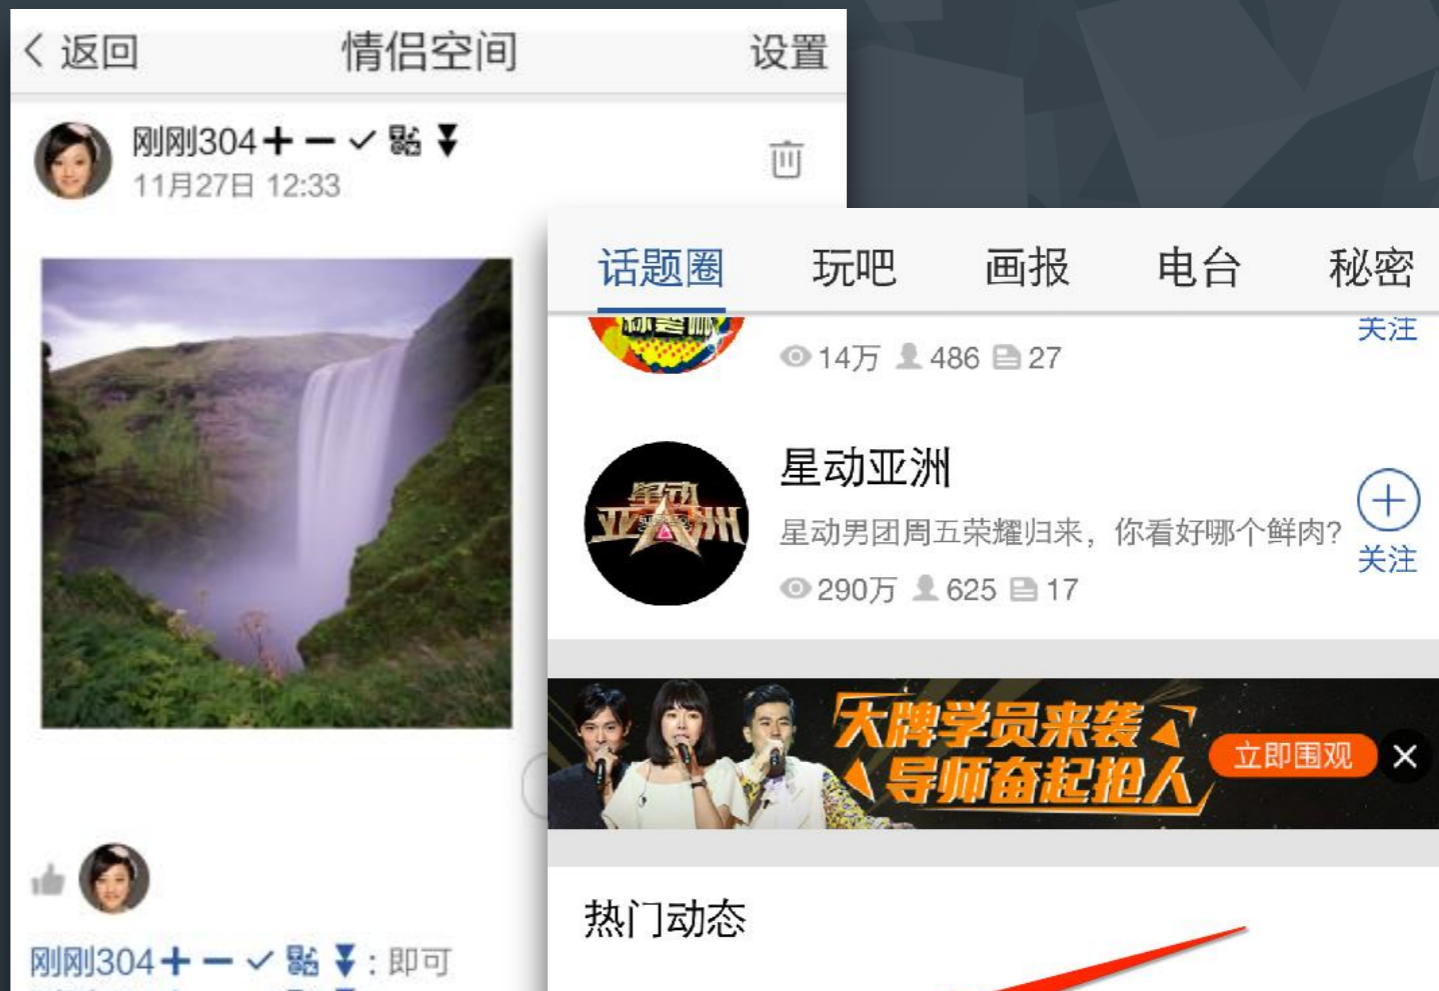 返回
情侣空间
设置
刚刚304
11月27日 12:33
刚刚304
: 即可
话题圈
玩吧
画报
电台
秘密
14万 486 27
关注
星动
亚洲
星动亚洲
星动男团周五荣耀归来，你看好哪个鲜肉?
290万 625 17
关注
大牌学员来袭
导师奋起抢人
立即围观
热门动态